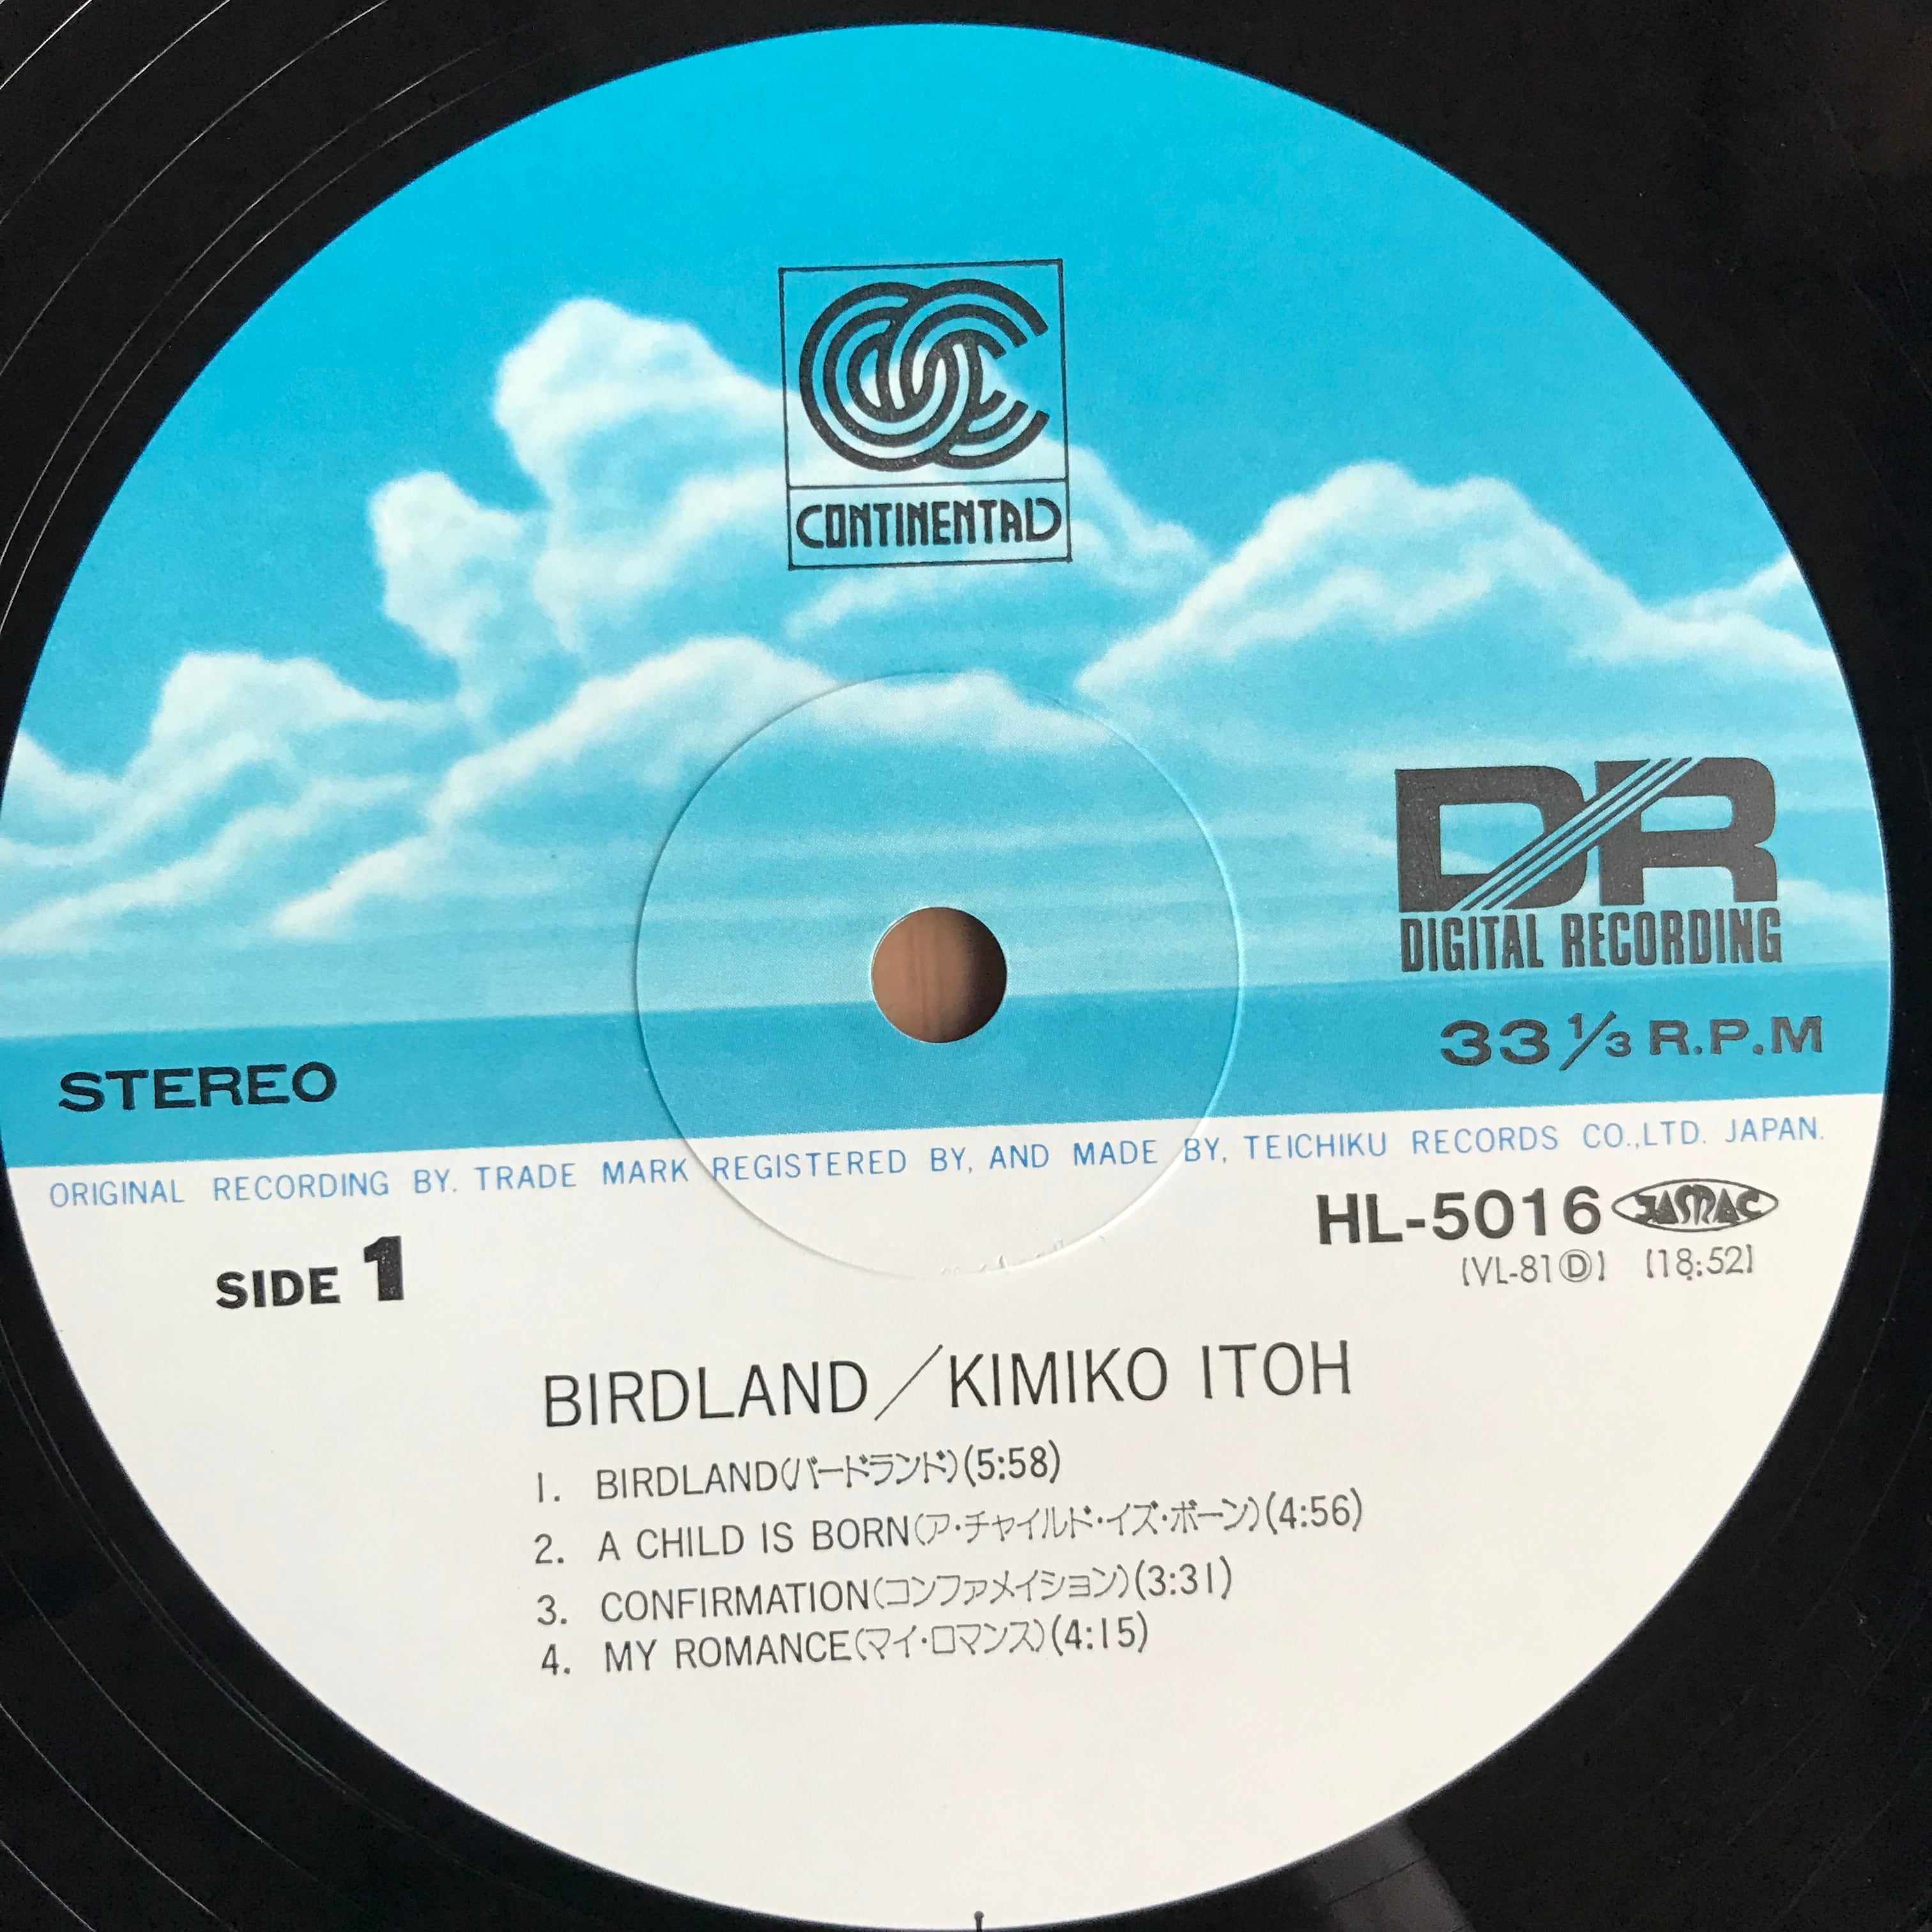 CONTINENTAL
DR
DIGITAL RECORDING
33 1/3 R.P.M
STEREO
ORIGINAL RECORDING BY. TRADE MARK REGISTERED BY, AND MADE BY, TEICHIKU RECORDS CO.,LTD. JAPAN.
HL-5016 JASRAC
SIDE 1
(VL-81Ⓓ) [18:52]
BIRDLAND／KIMIKO ITOH
1. BIRDLAND(バードランド)(5:58)
2. A CHILD IS BORN(ア・チャイルド・イズ・ボーン)(4:56)
3. CONFIRMATION(コンファメイション)(3:31)
4. MY ROMANCE(マイ・ロマンス)(4:15)